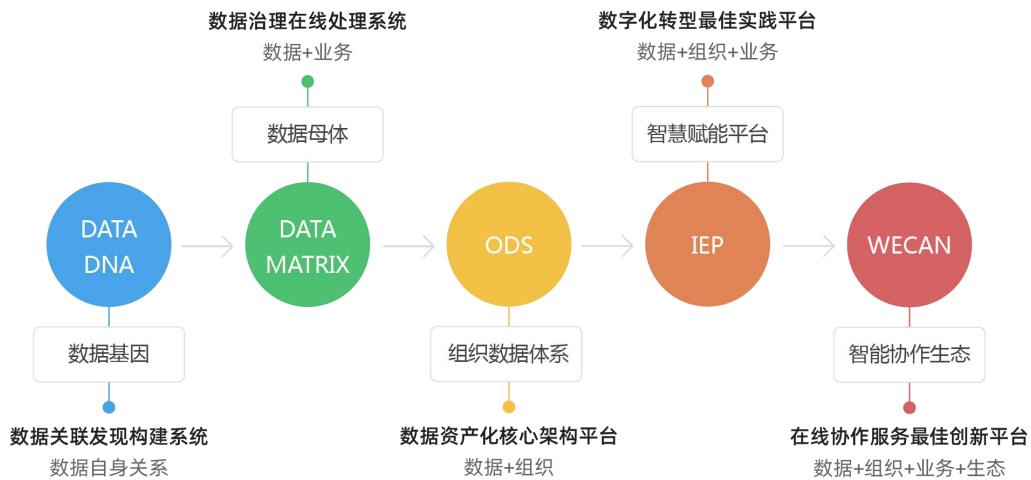 数据治理在线处理系统
数据+业务
数字化转型最佳实践平台
数据+组织+业务
数据母体
智慧赋能平台
DATA
DNA
DATA
MATRIX
ODS
IEP
WECAN
数据基因
组织数据体系
智能协作生态
数据关联发现构建系统
数据自身关系
数据资产化核心架构平台
数据+组织
在线协作服务最佳创新平台
数据+组织+业务+生态